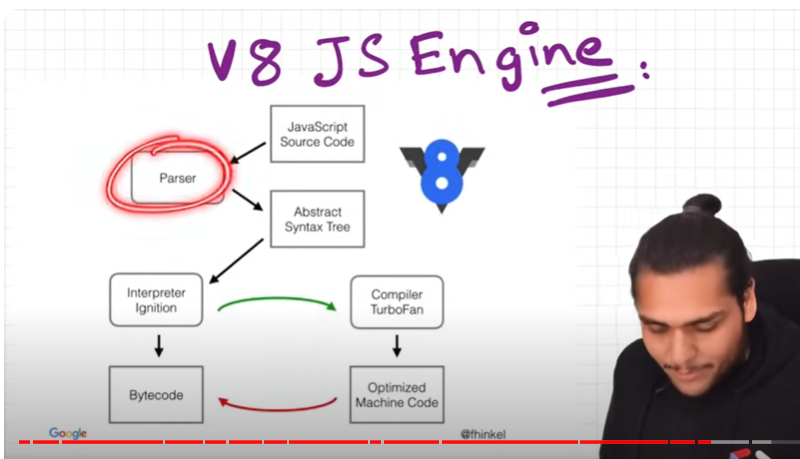 V8 JS Engine:
JavaScript
Source Code
Parser
Abstract
Syntax Tree
Interpreter
Ignition
Compiler
TurboFan
Bytecode
Optimized
Machine Code
Google
@fhinkel